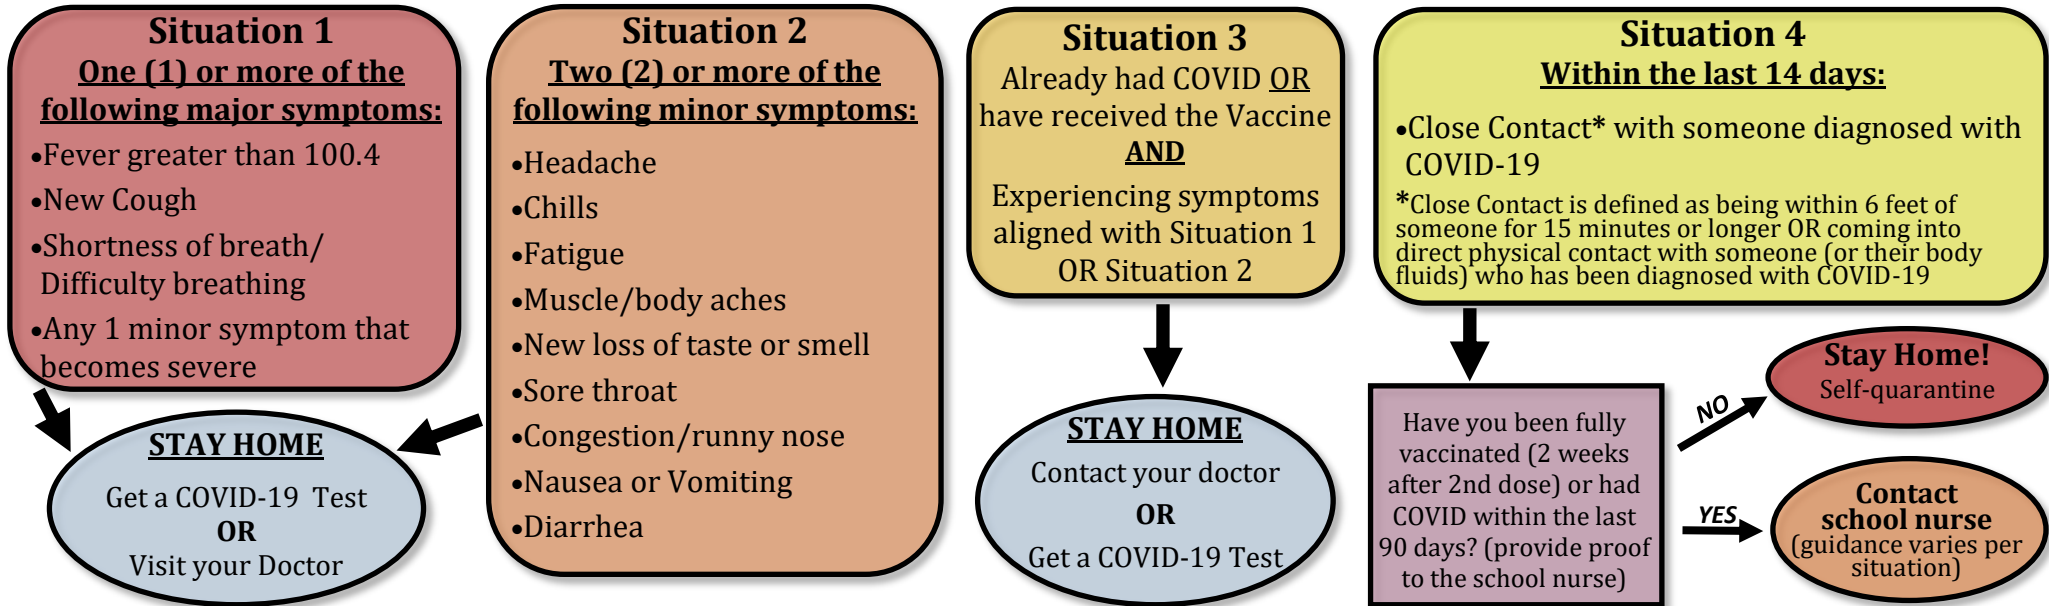 Situation 1
One (1) or more of the
following major symptoms:
•Fever greater than 100.4
•New Cough
•Shortness of breath/
Difficulty breathing
•Any 1 minor symptom that
becomes severe
STAY HOME
Get a COVID-19 Test
OR
Visit your Doctor
Situation 2
Two (2) or more of the
following minor symptoms:
•Headache
•Chills
•Fatigue
•Muscle/body aches
•New loss of taste or smell
•Sore throat
•Congestion/runny nose
•Nausea or Vomiting
•Diarrhea
Situation 3
Already had COVID OR
have received the Vaccine
AND
Experiencing symptoms
aligned with Situation 1
OR Situation 2
STAY HOME
Contact your doctor
OR
Get a COVID-19 Test
Situation 4
Within the last 14 days:
•Close Contact* with someone diagnosed with
COVID-19
*Close Contact is defined as being within 6 feet of
someone for 15 minutes or longer OR coming into
direct physical contact with someone (or their body
fluids) who has been diagnosed with COVID-19
Have you been fully
vaccinated (2 weeks
after 2nd dose) or had
COVID within the last
90 days? (provide proof
to the school nurse)
NO
Stay Home!
Self-quarantine
YES
Contact
school nurse
(guidance varies per
situation)